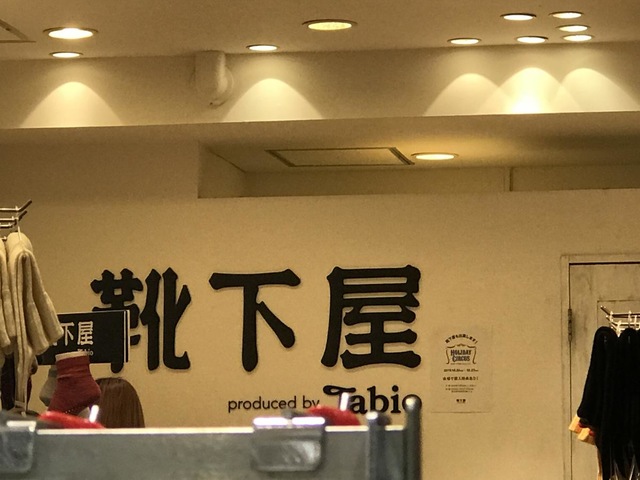 靴下屋
produced by Tabio
下屋
HOLIDAY
CIRCUS